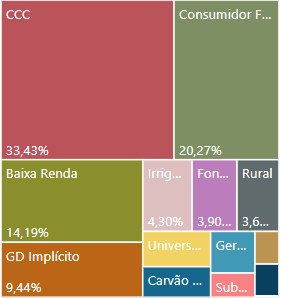 CCC
33,43%
Consumidor F...
20,27%
Baixa Renda
14,19%
GD Implícito
9,44%
Irrig...
4,30%
Fon...
3,90...
Rural
3,6...
Univers...
Carvão ...
Ger...
Sub...